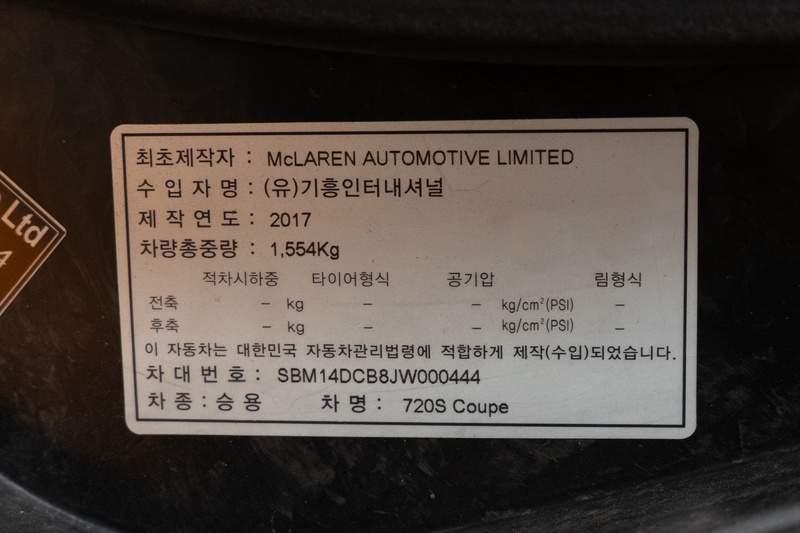 Ltd
4
최초제작자 : McLAREN AUTOMOTIVE LIMITED
수 입 자 명 : (유)기흥인터내셔널
제 작 연 도 : 2017
차량총중량 : 1,554Kg
적차시하중 타이어형식 공기압 림형식
전축 – kg – – kg/cm²(PSI) –
후축 – kg – – kg/cm²(PSI) –
이 자동차는 대한민국 자동차관리법령에 적합하게 제작(수입)되었습니다.
차 대 번 호 : SBM14DCB8JW000444
차 종 : 승 용 차 명 : 720S Coupe